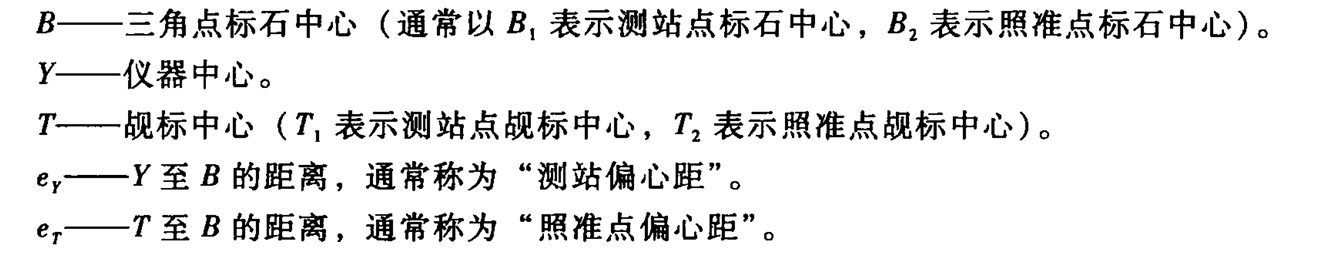 B——三角点标石中心（通常以 B₁ 表示测站点标石中心，B₂ 表示照准点标石中心）。
Y——仪器中心。
T——觇标中心（T₁ 表示测站点觇标中心，T₂ 表示照准点觇标中心）。
e_Y——Y 至 B 的距离，通常称为“测站偏心距”。
e_T——T 至 B 的距离，通常称为“照准点偏心距”。